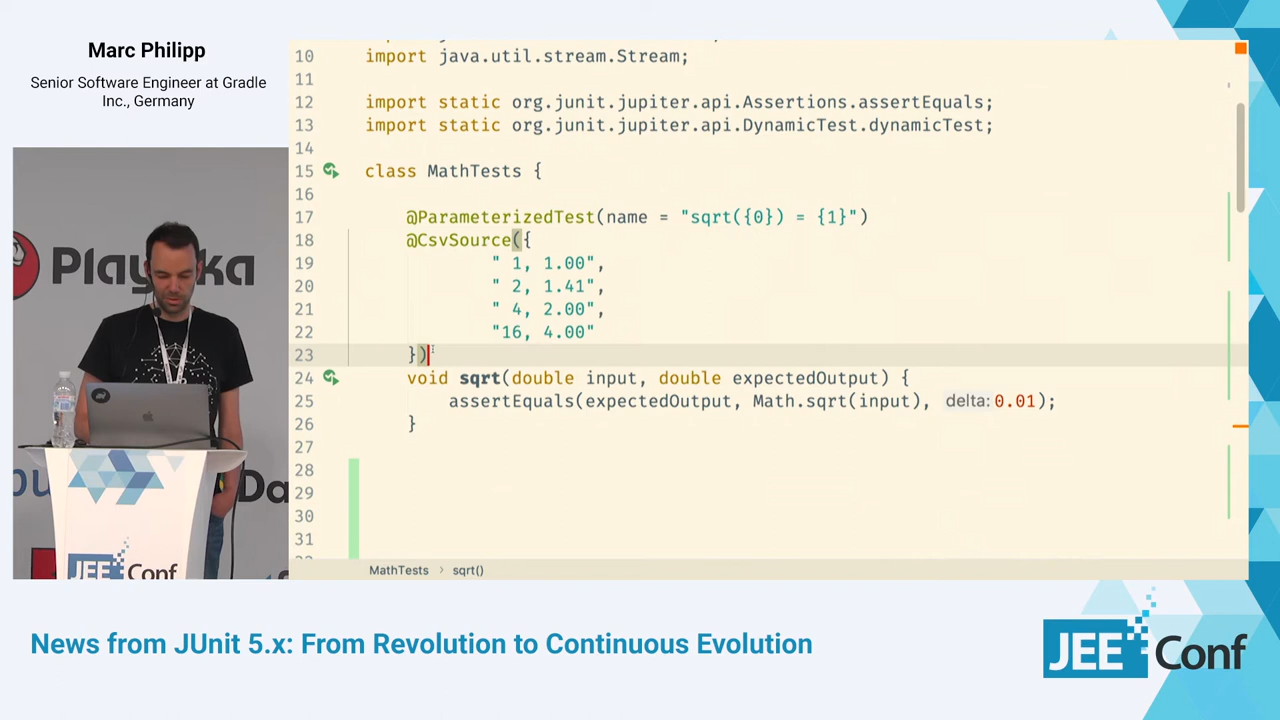 Marc Philipp
Senior Software Engineer at Gradle
Inc., Germany
10 import java.util.stream.Stream;
11
12 import static org.junit.jupiter.api.Assertions.assertEquals;
13 import static org.junit.jupiter.api.DynamicTest.dynamicTest;
14
15 class MathTests {
16
17 @ParameterizedTest(name = "sqrt({0}) = {1}")
18 @CsvSource({
19 " 1, 1.00",
20 " 2, 1.41",
21 " 4, 2.00",
22 "16, 4.00"
23 })
24 void sqrt(double input, double expectedOutput) {
25 assertEquals(expectedOutput, Math.sqrt(input), delta: 0.01);
26 }
27
28
29
30
31
MathTests › sqrt()
JEE Conf
News from JUnit 5.x: From Revolution to Continuous Evolution
JEE Conf